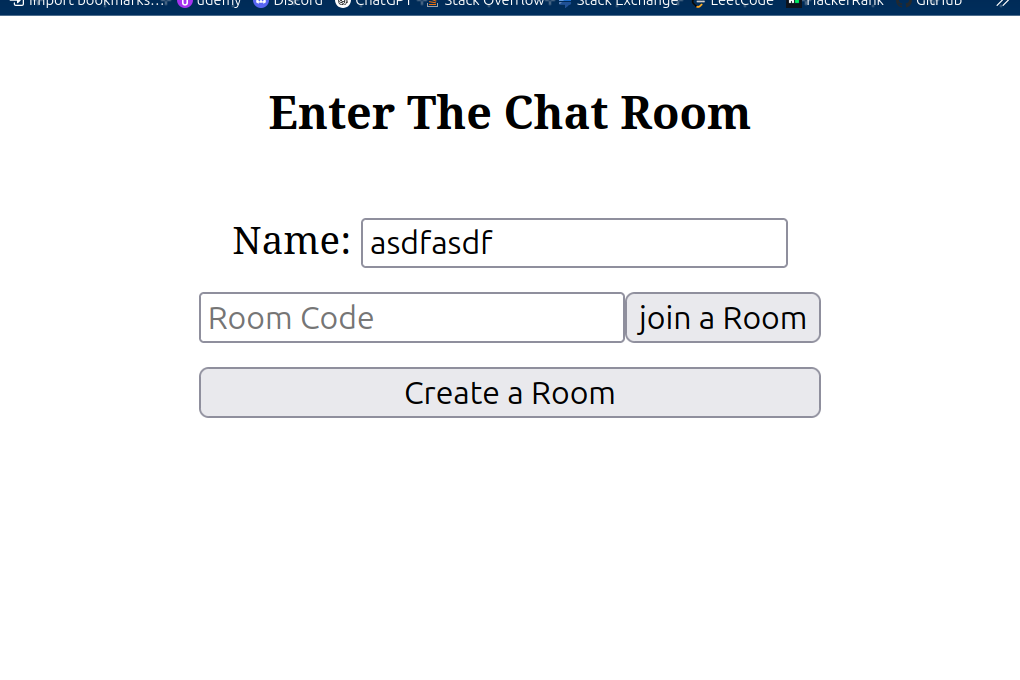 Import bookmarks... udemy Discord ChatGPT Stack Overflow Stack Exchange LeetCode HackerRank GitHub
Enter The Chat Room
Name: asdfasdf
Room Code join a Room
Create a Room